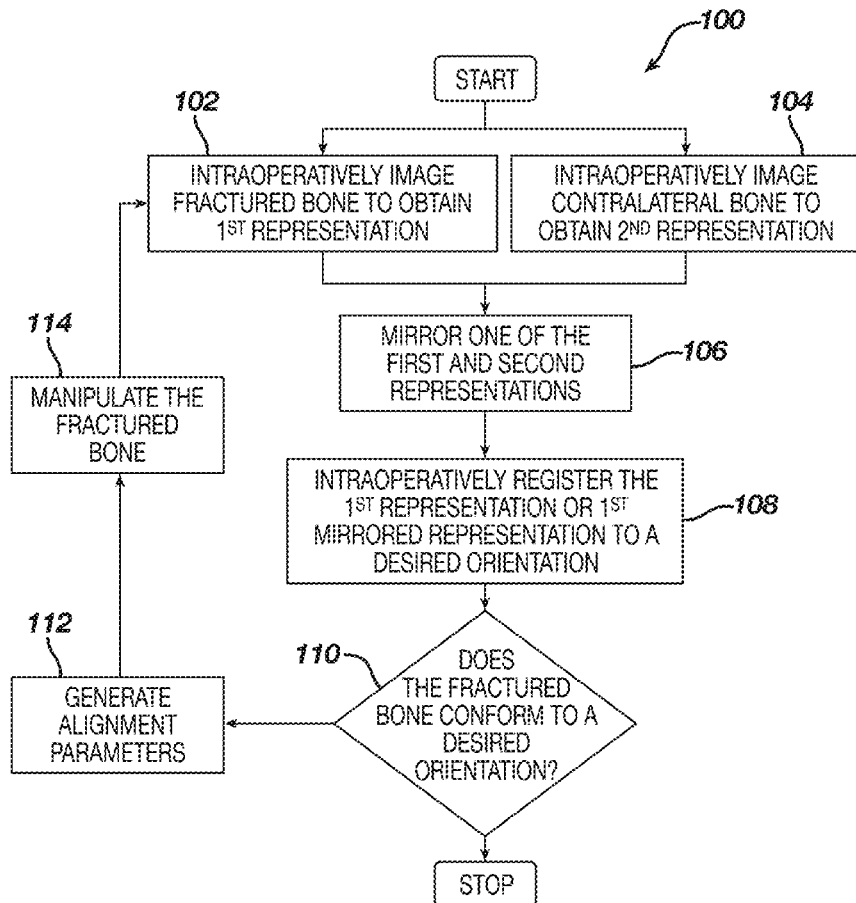 100
START
102
104
INTRAOPERATIVELY IMAGE
FRACTURED BONE TO OBTAIN
1ST REPRESENTATION
INTRAOPERATIVELY IMAGE
CONTRALATERAL BONE TO
OBTAIN 2ND REPRESENTATION
114
MANIPULATE THE
FRACTURED
BONE
MIRROR ONE OF THE
FIRST AND SECOND
REPRESENTATIONS
106
INTRAOPERATIVELY REGISTER THE
1ST REPRESENTATION OR 1ST
MIRRORED REPRESENTATION TO A
DESIRED ORIENTATION
108
112
GENERATE
ALIGNMENT
PARAMETERS
110
DOES
THE FRACTURED
BONE CONFORM TO A
DESIRED
ORIENTATION?
STOP